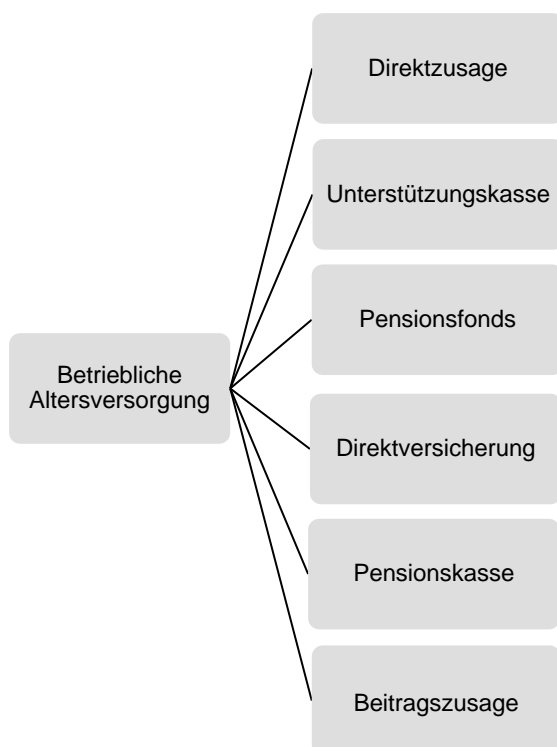 Direktzusage
Unterstützungskasse
Pensionsfonds
Betriebliche
Altersversorgung
Direktversicherung
Pensionskasse
Beitragszusage